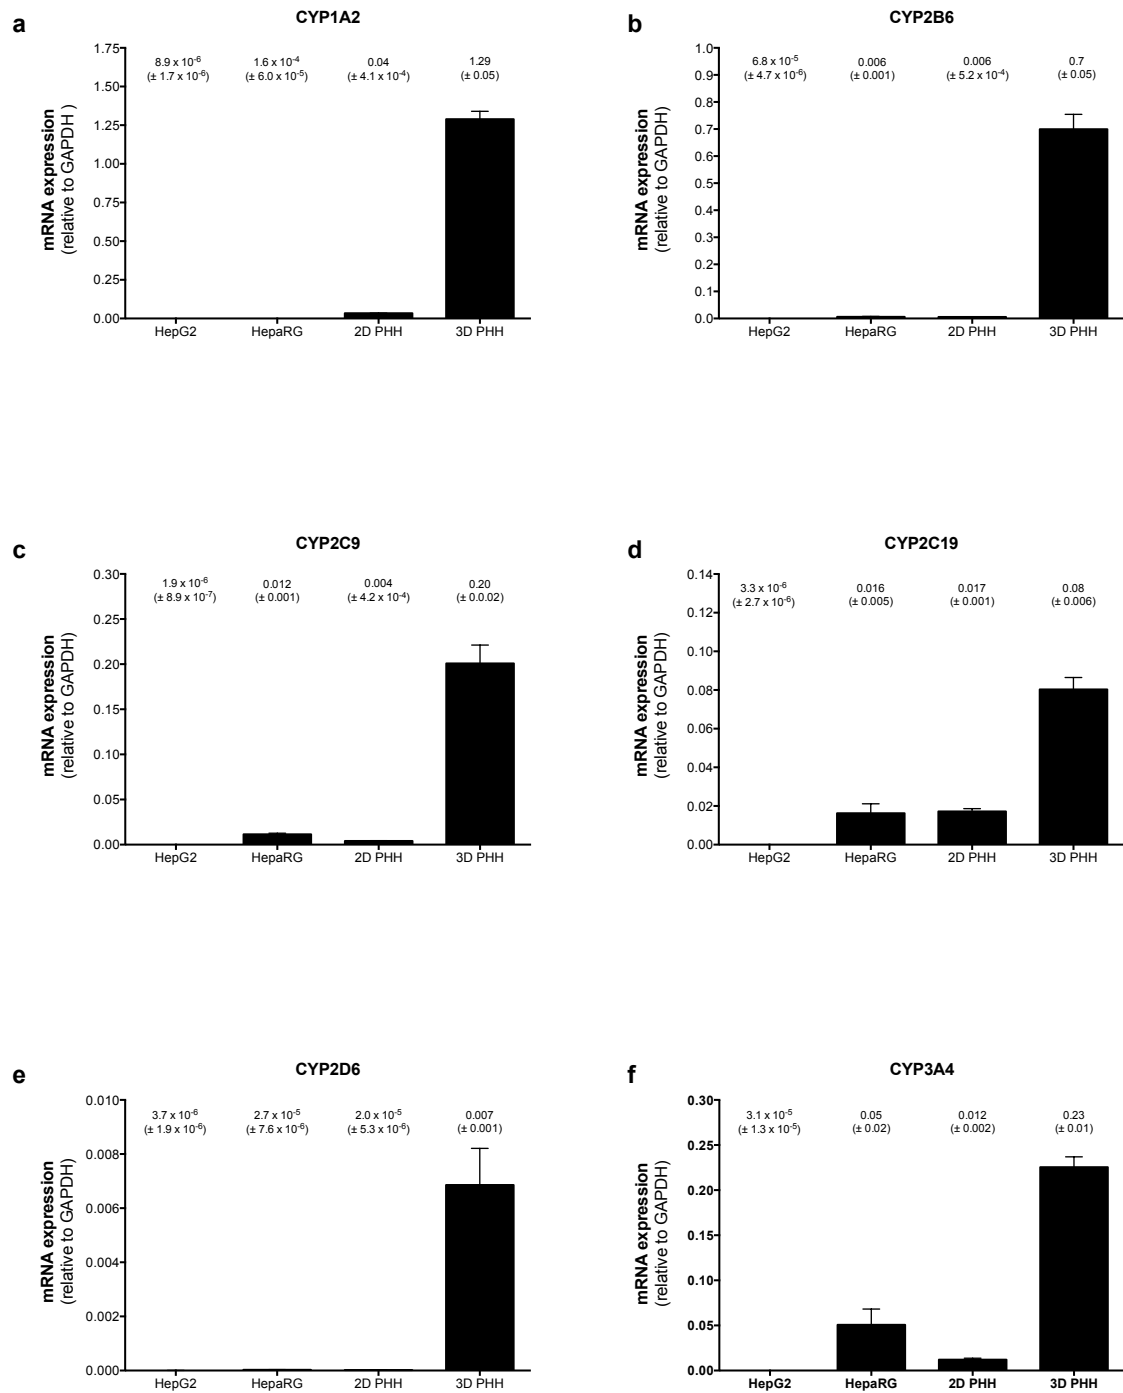 a
CYP1A2
8.9 x 10⁻⁶ 1.6 x 10⁻⁴ 0.04 1.29
(± 1.7 x 10⁻⁶) (± 6.0 x 10⁻⁵) (± 4.1 x 10⁻⁴) (± 0.05)
mRNA expression
(relative to GAPDH )
1.75
1.50
1.25
1.00
0.75
0.50
0.25
0.00
HepG2 HepaRG 2D PHH 3D PHH
b
CYP2B6
6.8 x 10⁻⁵ 0.006 0.006 0.7
(± 4.7 x 10⁻⁶) (± 0.001) (± 5.2 x 10⁻⁴) (± 0.05)
mRNA expression
(relative to GAPDH)
1.0
0.9
0.8
0.7
0.6
0.5
0.4
0.3
0.2
0.1
0.0
HepG2 HepaRG 2D PHH 3D PHH
c
CYP2C9
1.9 x 10⁻⁶ 0.012 0.004 0.20
(± 8.9 x 10⁻⁷) (± 0.001) (± 4.2 x 10⁻⁴) (± 0.0.02)
mRNA expression
(relative to GAPDH)
0.30
0.25
0.20
0.15
0.10
0.05
0.00
HepG2 HepaRG 2D PHH 3D PHH
d
CYP2C19
3.3 x 10⁻⁶ 0.016 0.017 0.08
(± 2.7 x 10⁻⁶) (± 0.005) (± 0.001) (± 0.006)
mRNA expression
(relative to GAPDH)
0.14
0.12
0.10
0.08
0.06
0.04
0.02
0.00
HepG2 HepaRG 2D PHH 3D PHH
e
CYP2D6
3.7 x 10⁻⁶ 2.7 x 10⁻⁵ 2.0 x 10⁻⁵ 0.007
(± 1.9 x 10⁻⁶) (± 7.6 x 10⁻⁶) (± 5.3 x 10⁻⁶) (± 0.001)
mRNA expression
(relative to GAPDH)
0.010
0.008
0.006
0.004
0.002
0.000
HepG2 HepaRG 2D PHH 3D PHH
f
CYP3A4
3.1 x 10⁻⁵ 0.05 0.012 0.23
(± 1.3 x 10⁻⁵) (± 0.02) (± 0.002) (± 0.01)
mRNA expression
(relative to GAPDH)
0.30
0.25
0.20
0.15
0.10
0.05
0.00
HepG2 HepaRG 2D PHH 3D PHH